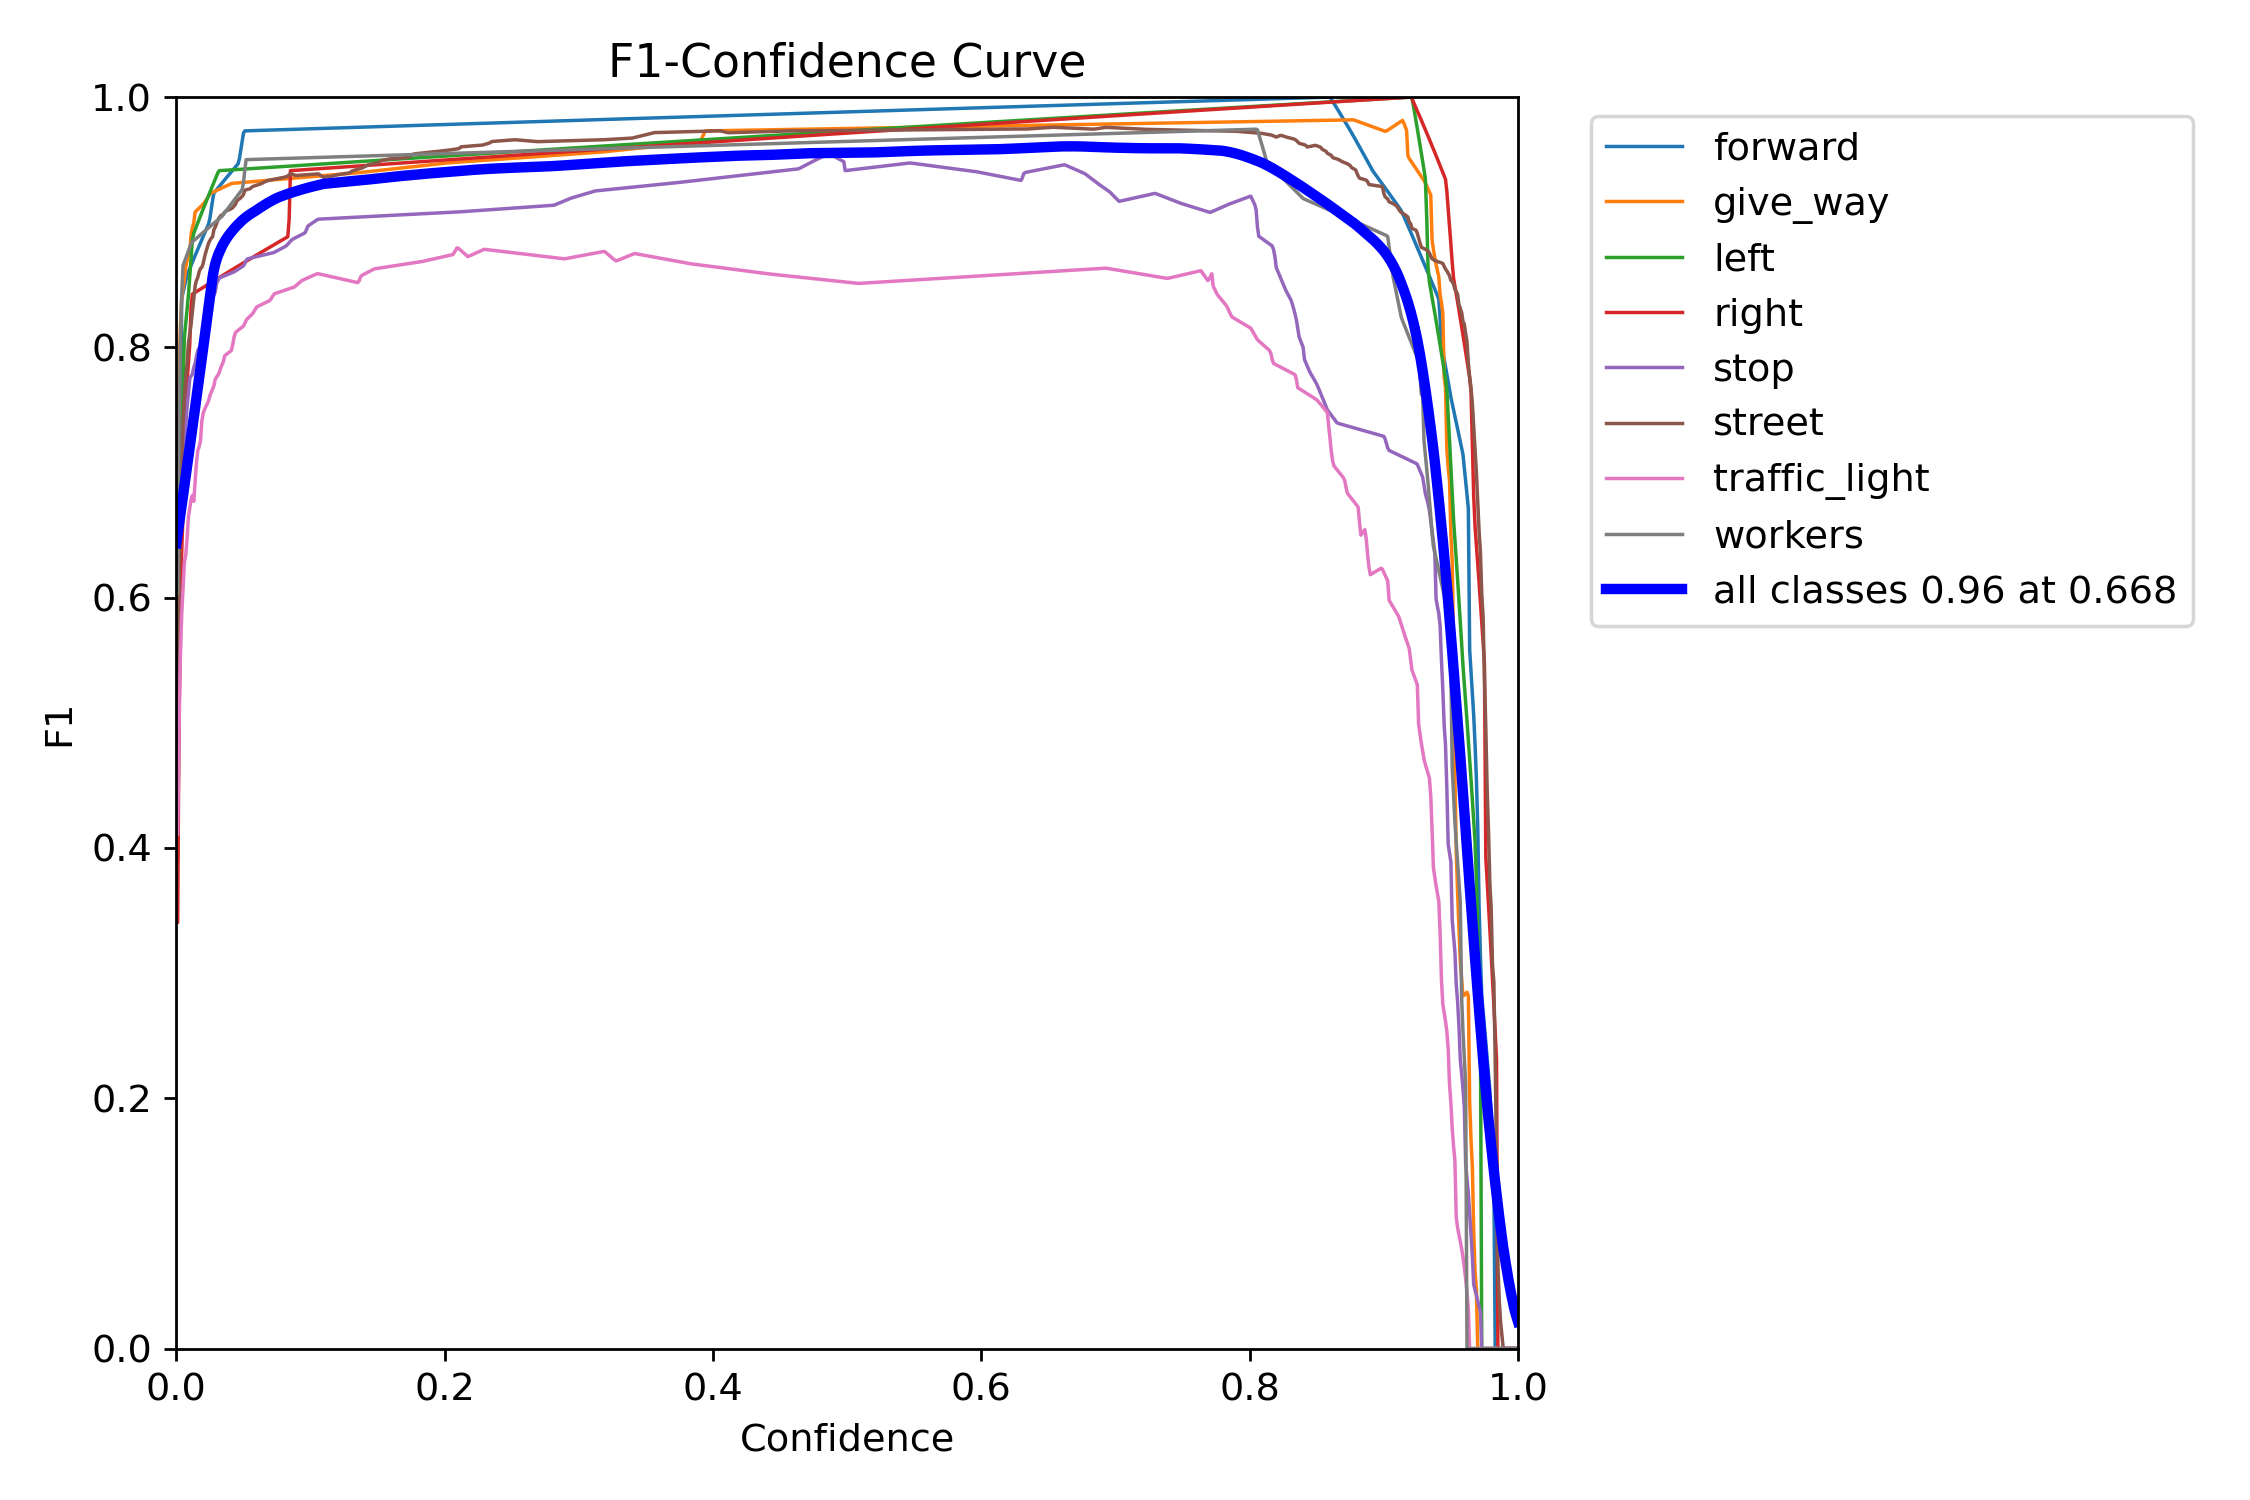 F1-Confidence Curve
1.0
0.8
0.6
0.4
0.2
0.0
F1
0.0 0.2 0.4 0.6 0.8 1.0
Confidence
forward
give_way
left
right
stop
street
traffic_light
workers
all classes 0.96 at 0.668